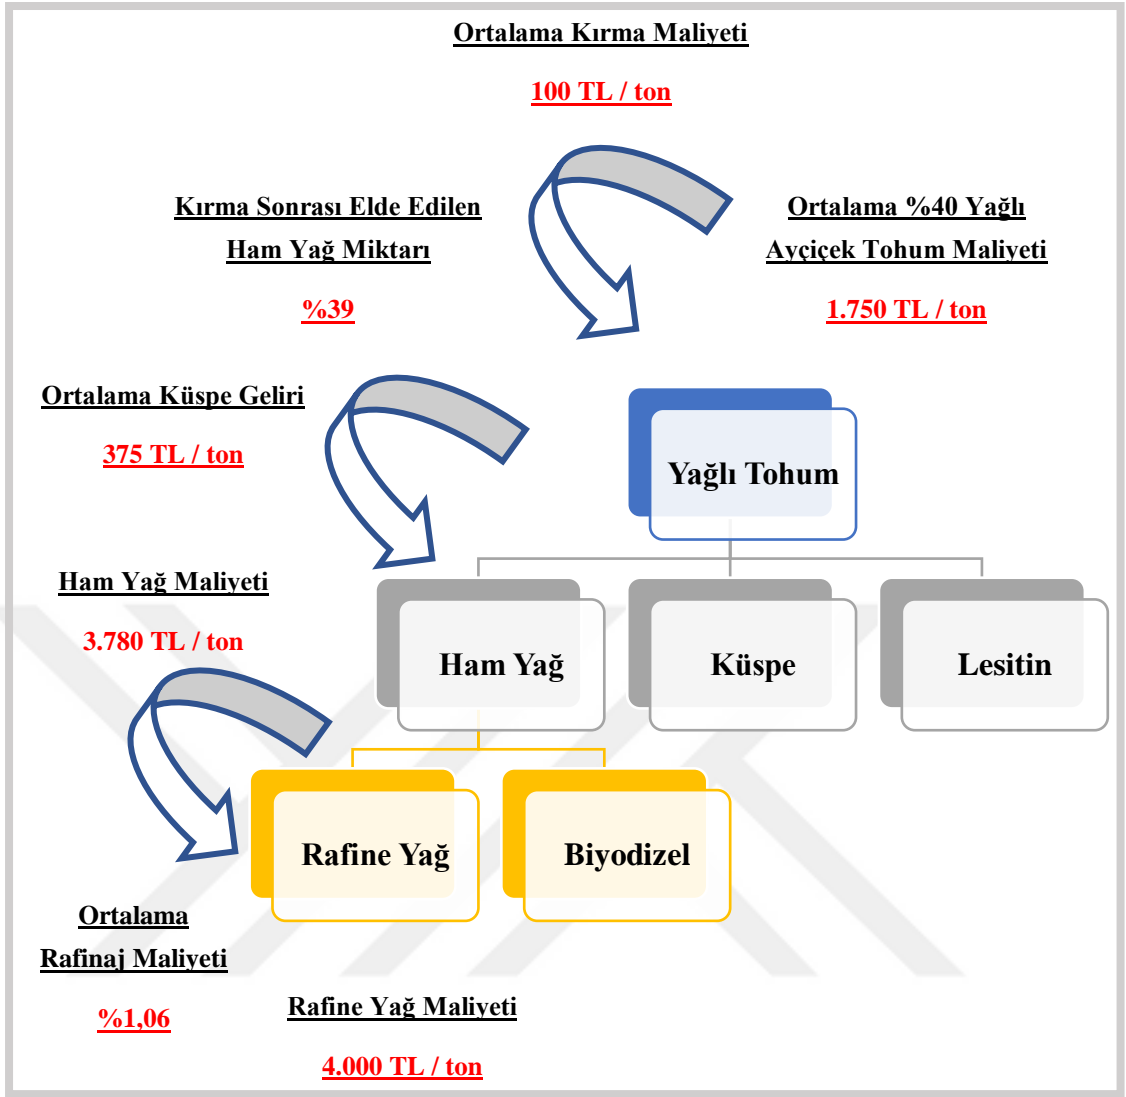 Ortalama Kırma Maliyeti
100 TL / ton
Kırma Sonrası Elde Edilen
Ham Yağ Miktarı
%39
Ortalama %40 Yağlı
Ayçiçek Tohum Maliyeti
1.750 TL / ton
Ortalama Küspe Geliri
375 TL / ton
Yağlı Tohum
Ham Yağ Maliyeti
3.780 TL / ton
Ham Yağ
Küspe
Lesitin
Rafine Yağ
Biyodizel
Ortalama
Rafinaj Maliyeti
%1,06
Rafine Yağ Maliyeti
4.000 TL / ton